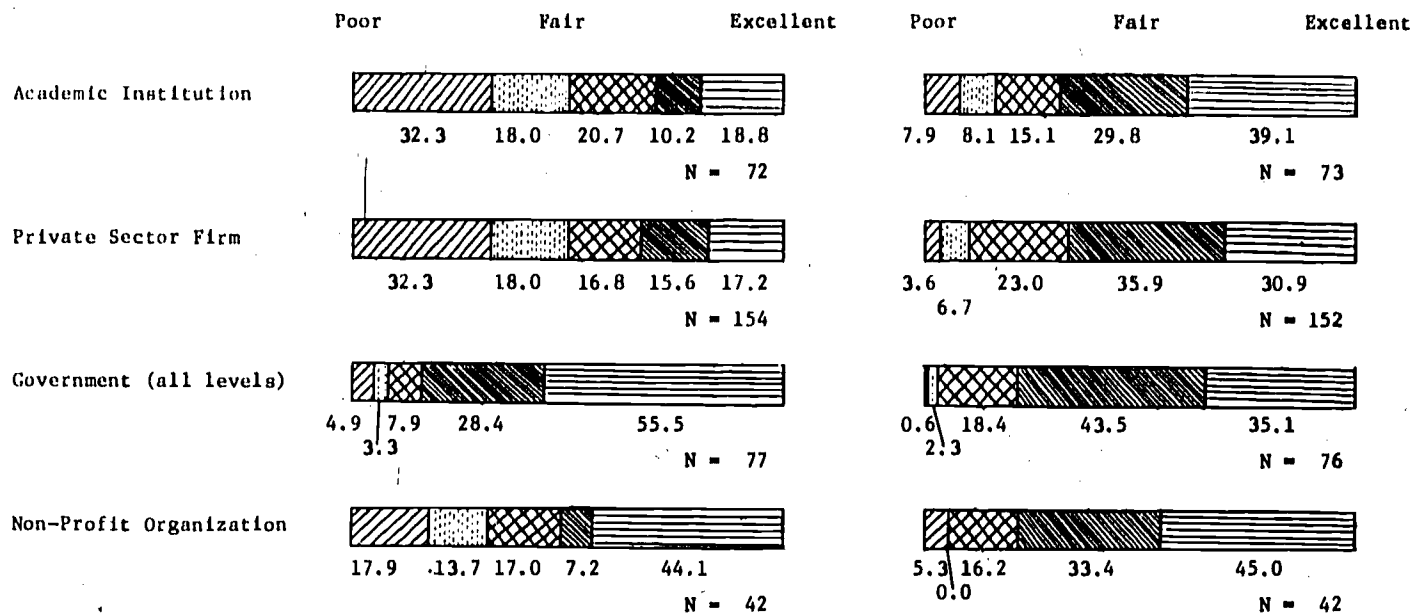 Poor Fair Excellent Poor Fair Excellent
Academic Institution
32.3 18.0 20.7 10.2 18.8 7.9 8.1 15.1 29.8 39.1
N = 72 N = 73
Private Sector Firm
32.3 18.0 16.8 15.6 17.2 3.6 23.0 35.9 30.9
6.7
N = 154 N = 152
Government (all levels)
4.9 7.9 28.4 55.5 0.6 18.4 43.5 35.1
3.3 2.3
N = 77 N = 76
Non-Profit Organization
17.9 13.7 17.0 7.2 44.1 5.3 16.2 33.4 45.0
0.0
N = 42 N = 42